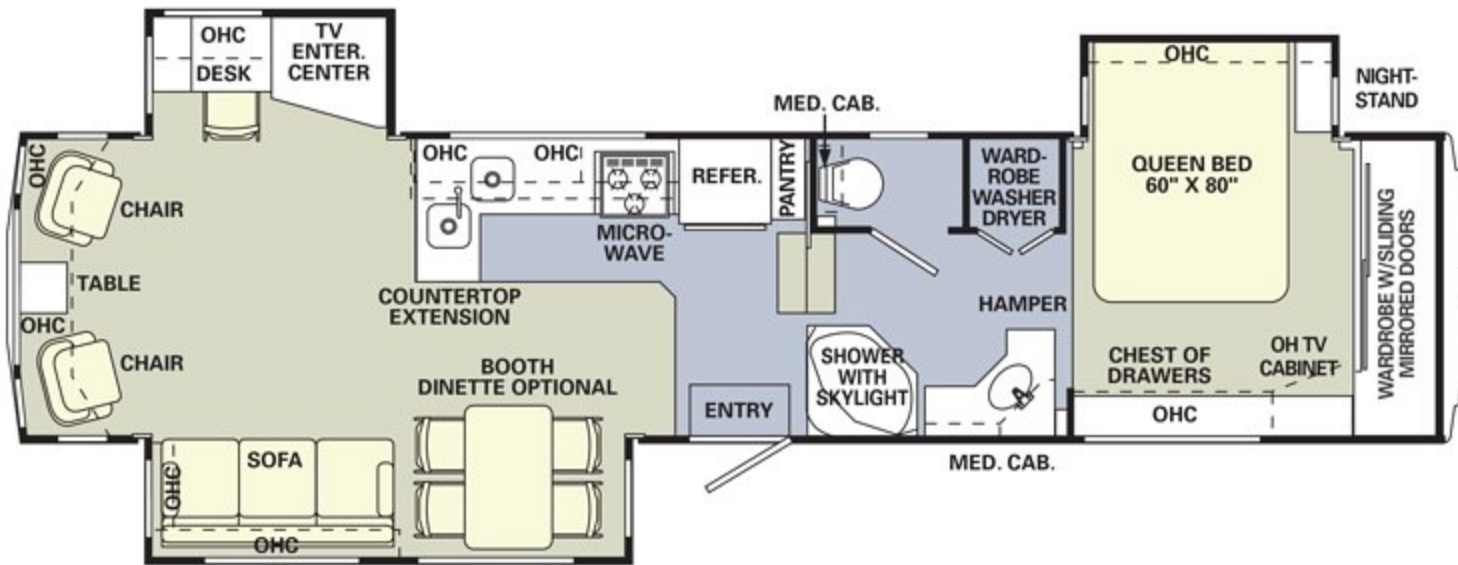 OHC
DESK
TV
ENTER.
CENTER
OHC
CHAIR
TABLE
OHC
CHAIR
OHC
OHC
MICRO-
WAVE
REFER.
PANTRY
COUNTERTOP
EXTENSION
MED. CAB.
WARD-
ROBE
WASHER
DRYER
HAMPER
BOOTH
DINETTE OPTIONAL
SOFA
OHC
OHC
ENTRY
SHOWER
WITH
SKYLIGHT
MED. CAB.
OHC
NIGHT-
STAND
QUEEN BED
60" X 80"
CHEST OF
DRAWERS
OH TV
CABINET
OHC
WARDROBE W/SLIDING
MIRRORED DOORS